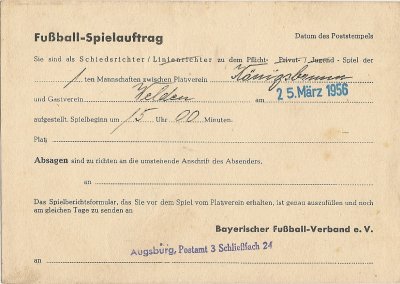 Fußball-Spielauftrag
Datum des Poststempels
Sie sind als Schiedsrichter / Linienrichter zu dem Pflicht- Privat- / Jugend - Spiel der
1 ten Mannschaften zwischen Platzverein Königsbrunn
und Gastverein Welden am 25. März 1956
aufgestellt. Spielbeginn um 15 Uhr 00 Minuten.
Platz
Absagen sind zu richten an die umstehende Anschrift des Absenders.
an
Das Spielberichtsformular, das Sie vor dem Spiel vom Platzverein erhalten, ist genau auszufüllen und noch
am gleichen Tage zu senden an
Bayerischer Fußball-Verband e. V.
an Augsburg, Postamt 3 Schließfach 24